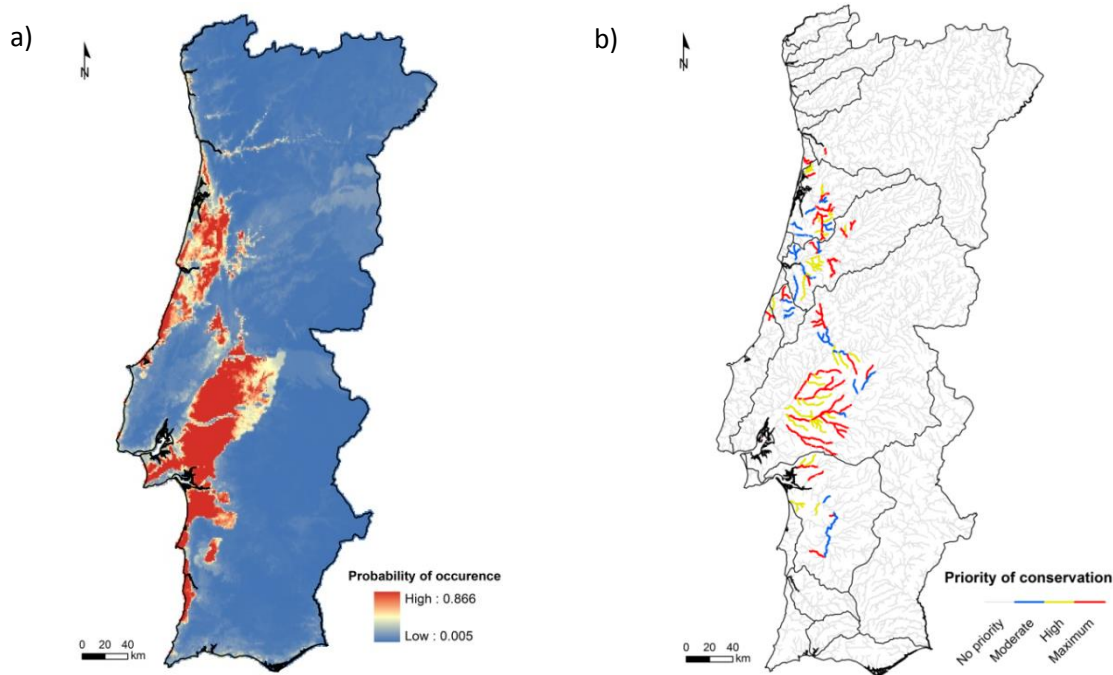 a)
N
Probability of occurence
High : 0.866
Low : 0.005
0 20 40
km
b)
N
Priority of conservation
No priority
Moderate
High
Maximum
0 20 40
km